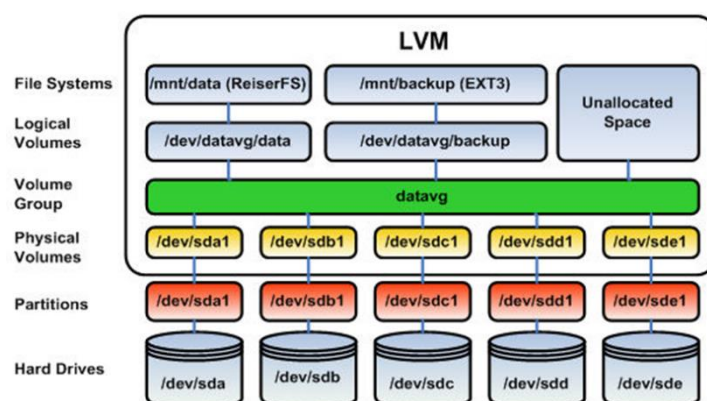 LVM
File Systems
/mnt/data (ReiserFS)
/mnt/backup (EXT3)
Unallocated
Space
Logical
Volumes
/dev/datavg/data
/dev/datavg/backup
Volume
Group
datavg
Physical
Volumes
/dev/sda1
/dev/sdb1
/dev/sdc1
/dev/sdd1
/dev/sde1
Partitions
/dev/sda1
/dev/sdb1
/dev/sdc1
/dev/sdd1
/dev/sde1
Hard Drives
/dev/sda
/dev/sdb
/dev/sdc
/dev/sdd
/dev/sde